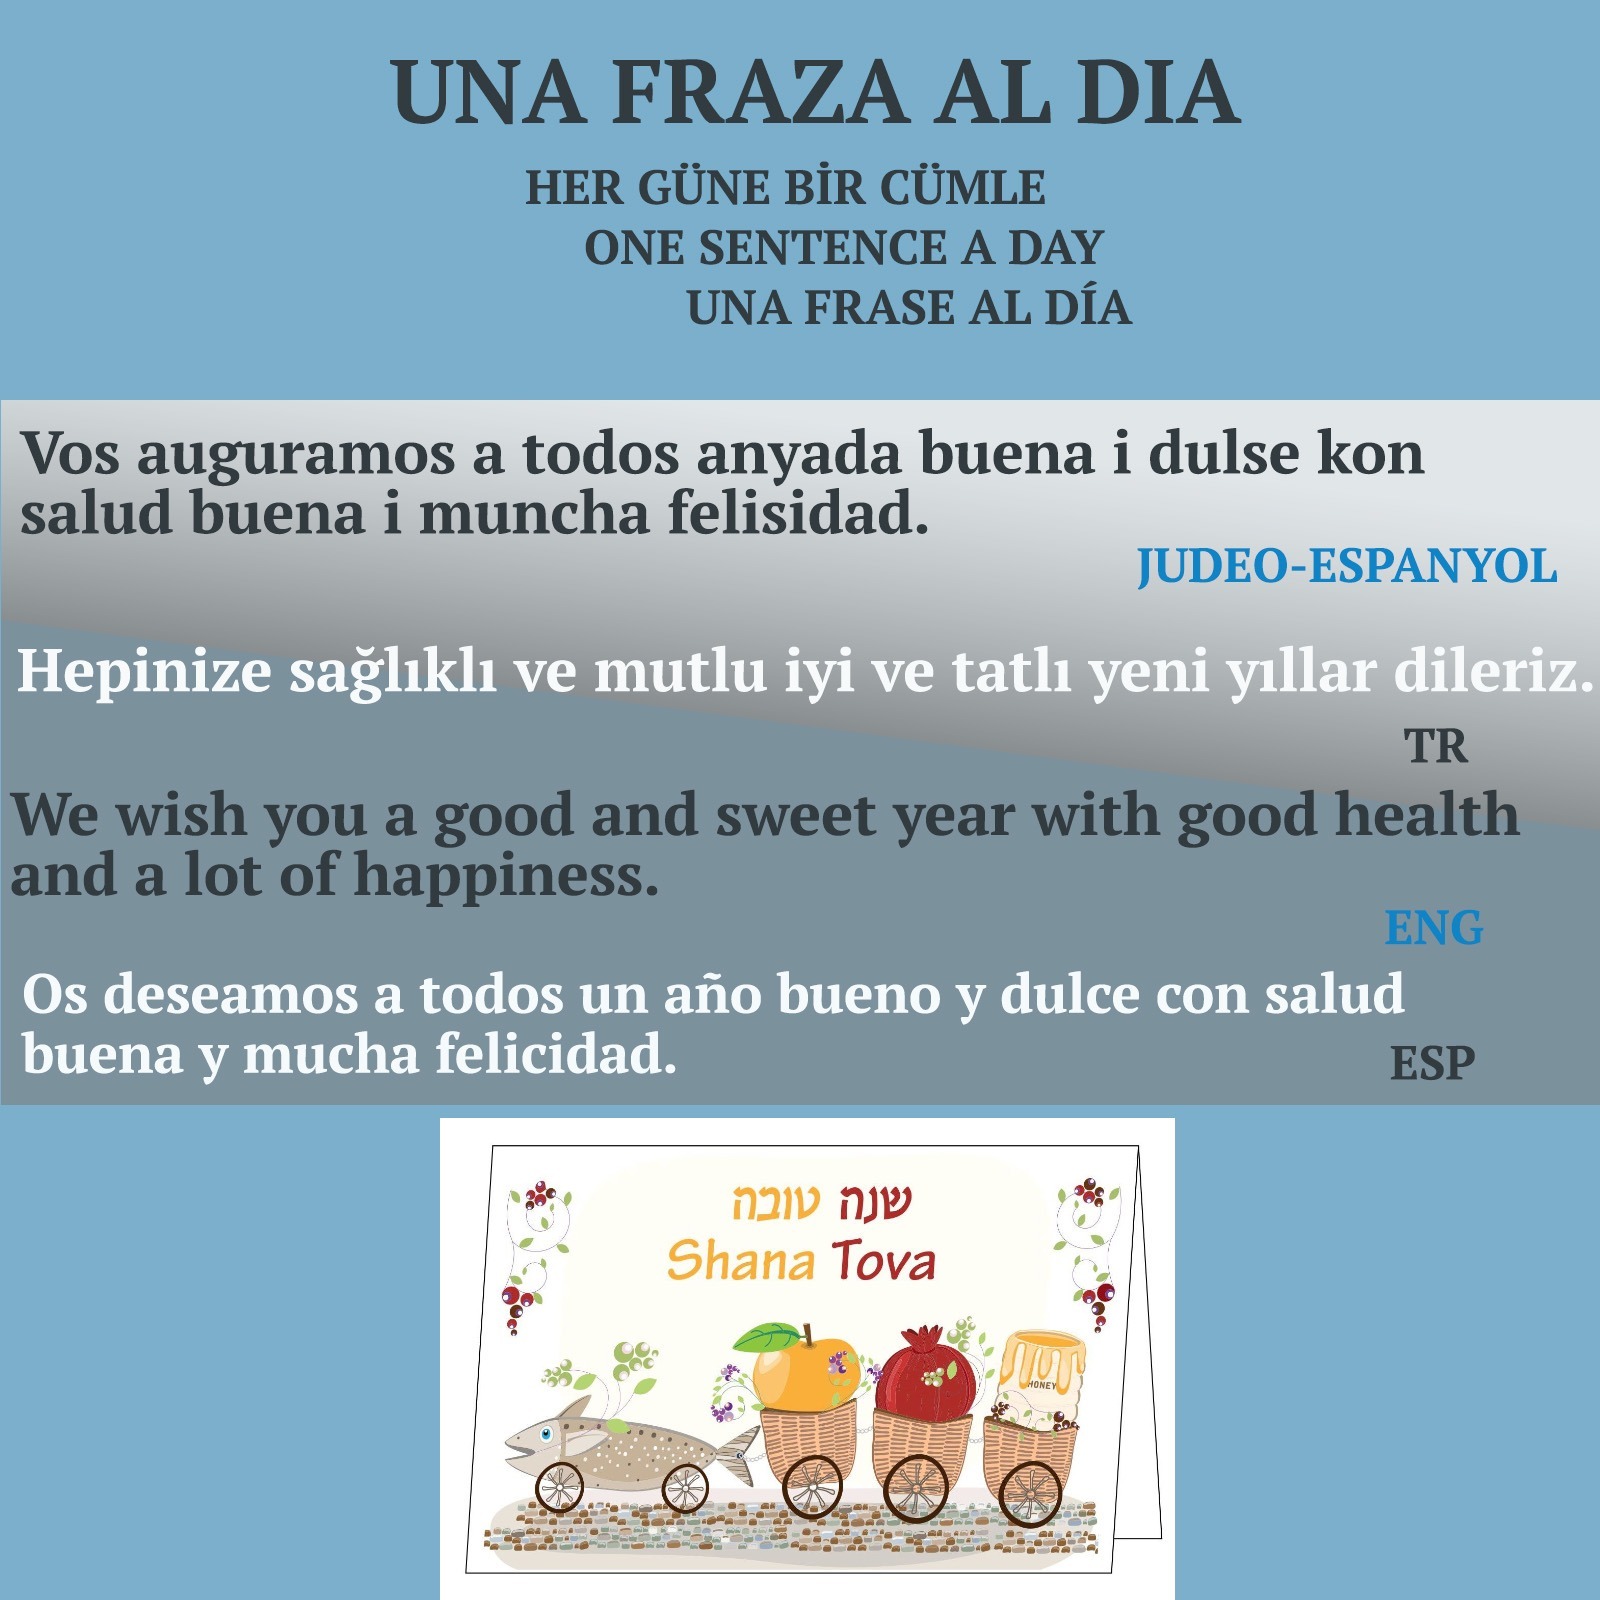 UNA FRAZA AL DIA
HER GÜNE BİR CÜMLE
ONE SENTENCE A DAY
UNA FRASE AL DÍA
Vos auguramos a todos anyada buena i dulse kon
salud buena i muncha felisidad.
JUDEO-ESPANYOL
Hepinize sağlıklı ve mutlu iyi ve tatlı yeni yıllar dileriz.
TR
We wish you a good and sweet year with good health
and a lot of happiness.
ENG
Os deseamos a todos un año bueno y dulce con salud
buena y mucha felicidad.
ESP
שנה טובה
Shana Tova
HONEY